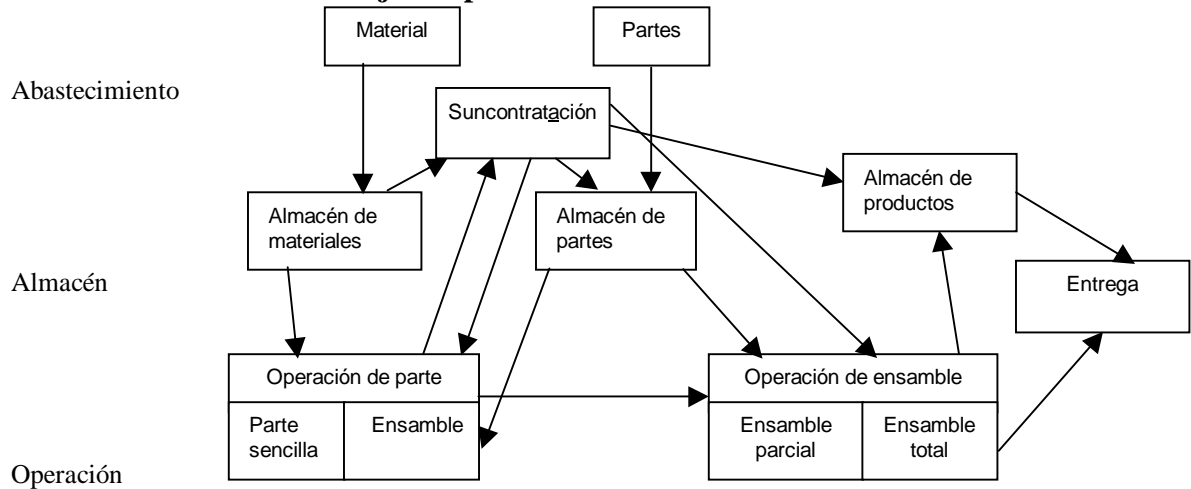 Material
Partes
Abastecimiento
Suncontratación
Almacén de
productos
Almacén de
materiales
Almacén de
partes
Almacén
Entrega
Operación de parte
Operación de ensamble
Parte
sencilla
Ensamble
Ensamble
parcial
Ensamble
total
Operación